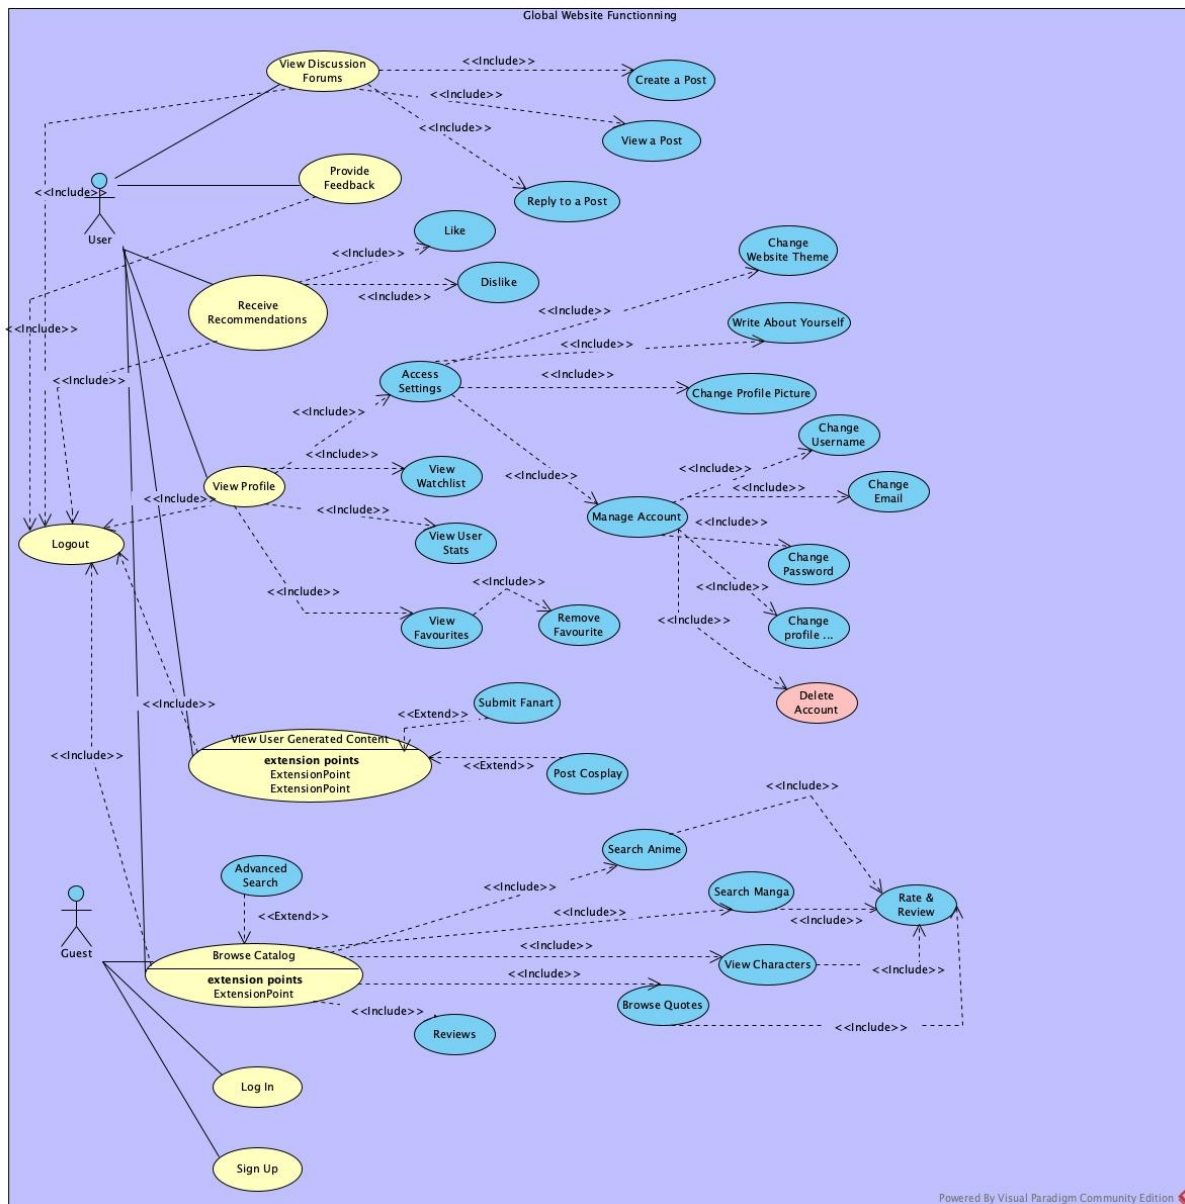 Global Website Functionning
View Discussion
Forums
<<Include>>
Create a Post
<<Include>>
<<Include>>
View a Post
Provide
Feedback
<<Include>>
User
Reply to a Post
Like
<<Include>>
Change
Website Theme
Dislike
<<Include>>
Receive
Recommendations
<<Include>>
<<Include>>
Write About Yourself
<<Include>>
<<Include>>
Access
Settings
<<Include>>
Change Profile Picture
<<Include>>
Change
Username
View Profile
View
Watchlist
<<Include>>
<<Include>>
<<Include>>
<<Include>>
Change
Email
<<Include>>
<<Include>>
Manage Account
Logout
View User
Stats
<<Include>>
Change
Password
<<Include>>
<<Include>>
<<Include>>
View
Favourites
Remove
Favourite
<<Include>>
Change
profile ...
<<Include>>
Submit Fanart
Delete
Account
<<Extend>>
View User Generated Content
extension points
ExtensionPoint
ExtensionPoint
<<Include>>
<<Extend>>
Post Cosplay
<<Include>>
Search Anime
Advanced
Search
<<Include>>
Search Manga
Rate &
Review
<<Extend>>
<<Include>>
<<Include>>
Guest
Browse Catalog
extension points
ExtensionPoint
<<Include>>
View Characters
<<Include>>
<<Include>>
Browse Quotes
<<Include>>
<<Include>>
Reviews
Log In
Sign Up
Powered By Visual Paradigm Community Edition